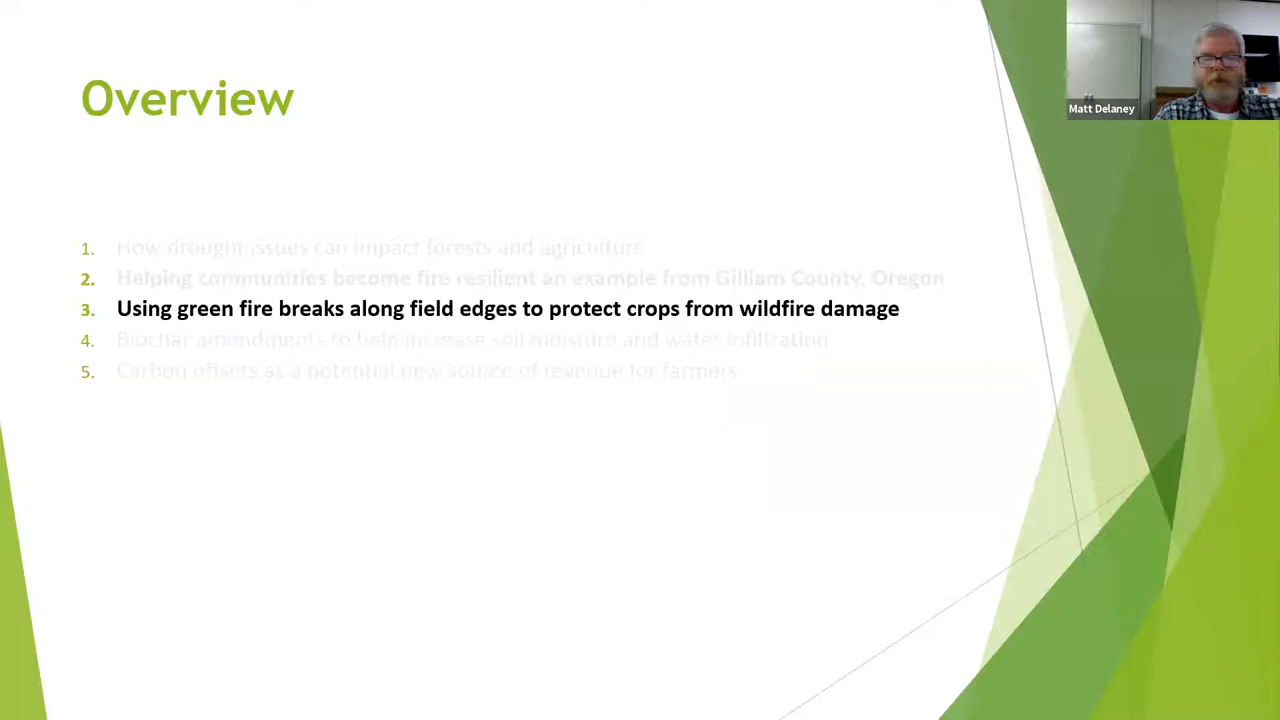 Overview
Matt Delaney
1. How drought issues can impact forests and agriculture
2. Helping communities become fire resilient an example from Gilliam County, Oregon
3. Using green fire breaks along field edges to protect crops from wildfire damage
4. Biochar amendments to help increase soil moisture and water infiltration
5. Carbon offsets as a potential new source of revenue for farmers